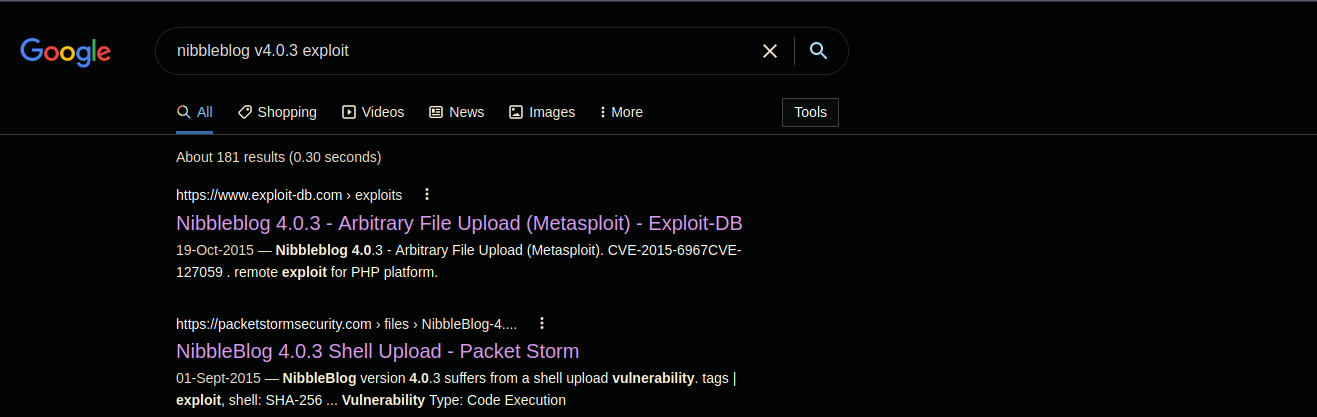 Google
nibbleblog v4.0.3 exploit
All Shopping Videos News Images More Tools
About 181 results (0.30 seconds)
https://www.exploit-db.com › exploits
Nibbleblog 4.0.3 - Arbitrary File Upload (Metasploit) - Exploit-DB
19-Oct-2015 — Nibbleblog 4.0.3 - Arbitrary File Upload (Metasploit). CVE-2015-6967CVE-
127059 . remote exploit for PHP platform.
https://packetstormsecurity.com › files › NibbleBlog-4....
NibbleBlog 4.0.3 Shell Upload - Packet Storm
01-Sept-2015 — NibbleBlog version 4.0.3 suffers from a shell upload vulnerability. tags |
exploit, shell: SHA-256 ... Vulnerability Type: Code Execution